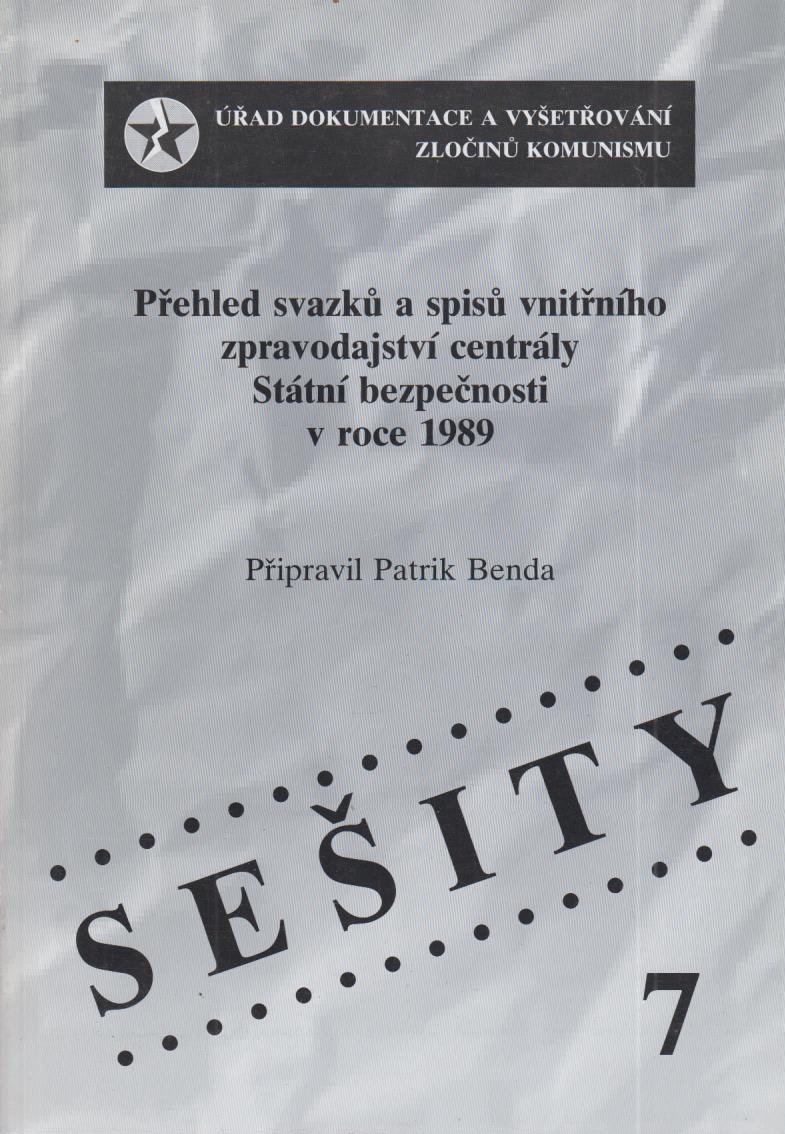 ÚŘAD DOKUMENTACE A VYŠETŘOVÁNÍ
ZLOČINŮ KOMUNISMU
Přehled svazků a spisů vnitřního
zpravodajství centrály
Státní bezpečnosti
v roce 1989
Připravil Patrik Benda
SEŠITY
7